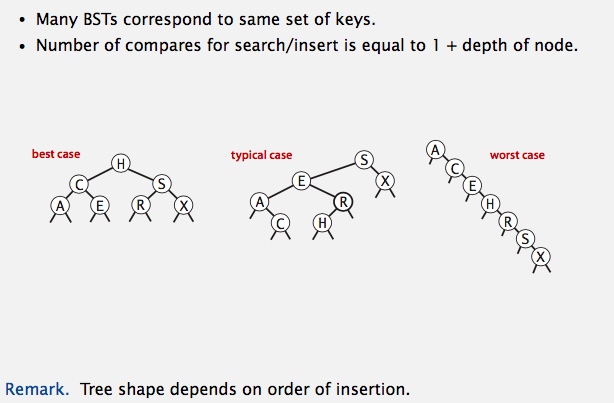 • Many BSTs correspond to same set of keys.
• Number of compares for search/insert is equal to 1 + depth of node.
best case
H
C S
A E R X
typical case
S
E X
A R
C H
worst case
A
C
E
H
R
S
X
Remark. Tree shape depends on order of insertion.